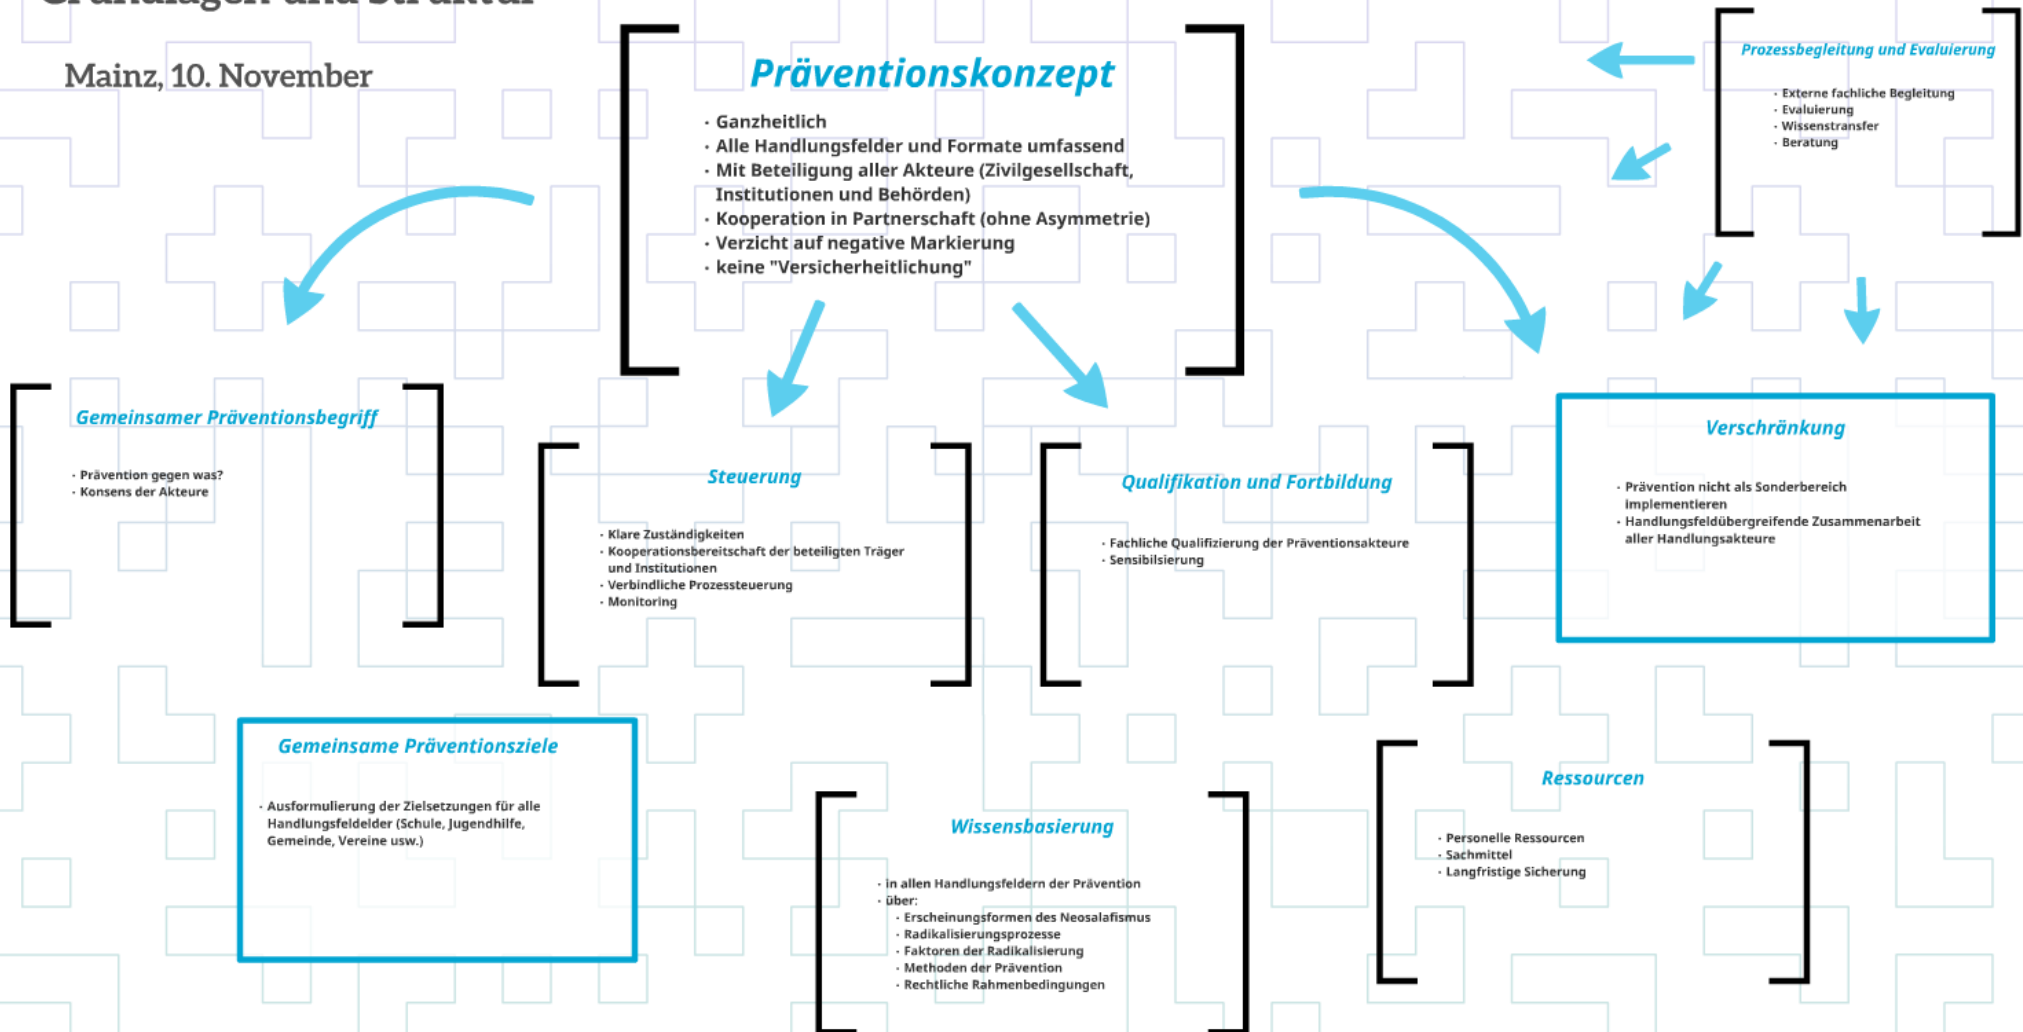 Grundlagen und Struktur
Mainz, 10. November
Präventionskonzept
· Ganzheitlich
· Alle Handlungsfelder und Formate umfassend
· Mit Beteiligung aller Akteure (Zivilgesellschaft,
Institutionen und Behörden)
· Kooperation in Partnerschaft (ohne Asymmetrie)
· Verzicht auf negative Markierung
· keine "Versicherheitlichung"
Prozessbegleitung und Evaluierung
· Externe fachliche Begleitung
· Evaluierung
· Wissenstransfer
· Beratung
Gemeinsamer Präventionsbegriff
· Prävention gegen was?
· Konsens der Akteure
Steuerung
· Klare Zuständigkeiten
· Kooperationsbereitschaft der beteiligten Träger
und Institutionen
· Verbindliche Prozessteuerung
· Monitoring
Qualifikation und Fortbildung
· Fachliche Qualifizierung der Präventionsakteure
· Sensibilsierung
Verschränkung
· Prävention nicht als Sonderbereich
implementieren
· Handlungsfeldübergreifende Zusammenarbeit
aller Handlungsakteure
Gemeinsame Präventionsziele
· Ausformulierung der Zielsetzungen für alle
Handlungsfeldelder (Schule, Jugendhilfe,
Gemeinde, Vereine usw.)
Wissensbasierung
· in allen Handlungsfeldern der Prävention
· über:
· Erscheinungsformen des Neosalafismus
· Radikalisierungsprozesse
· Faktoren der Radikalisierung
· Methoden der Prävention
· Rechtliche Rahmenbedingungen
Ressourcen
· Personelle Ressourcen
· Sachmittel
· Langfristige Sicherung